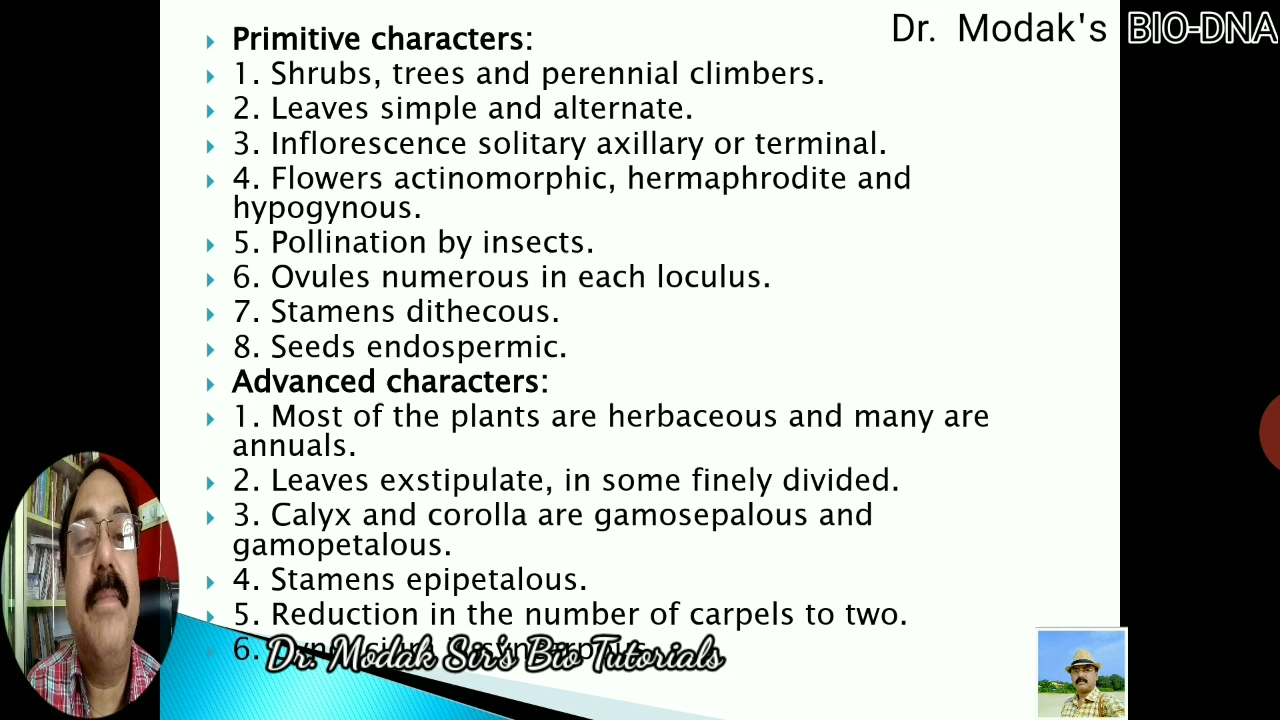 Dr. Modak's BIO-DNA
Primitive characters:
1. Shrubs, trees and perennial climbers.
2. Leaves simple and alternate.
3. Inflorescence solitary axillary or terminal.
4. Flowers actinomorphic, hermaphrodite and
hypogynous.
5. Pollination by insects.
6. Ovules numerous in each loculus.
7. Stamens dithecous.
8. Seeds endospermic.
Advanced characters:
1. Most of the plants are herbaceous and many are
annuals.
2. Leaves exstipulate, in some finely divided.
3. Calyx and corolla are gamosepalous and
gamopetalous.
4. Stamens epipetalous.
5. Reduction in the number of carpels to two.
6.
Dr. Modak Sir's Bio Tutorials